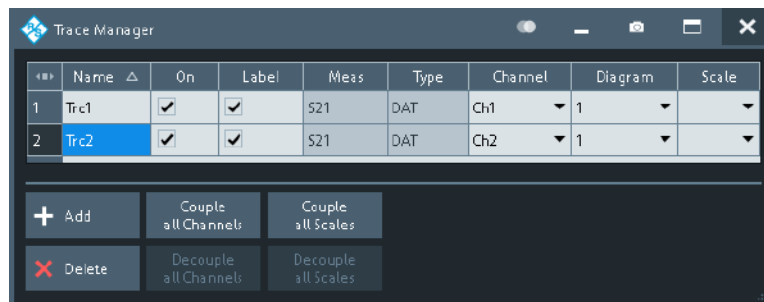 Trace Manager
Name On Label Meas Type Channel Diagram Scale
1 Trc1 S21 DAT Ch1 1
2 Trc2 S21 DAT Ch2 1
Add Couple all Channels Couple all Scales
Delete Decouple all Channels Decouple all Scales